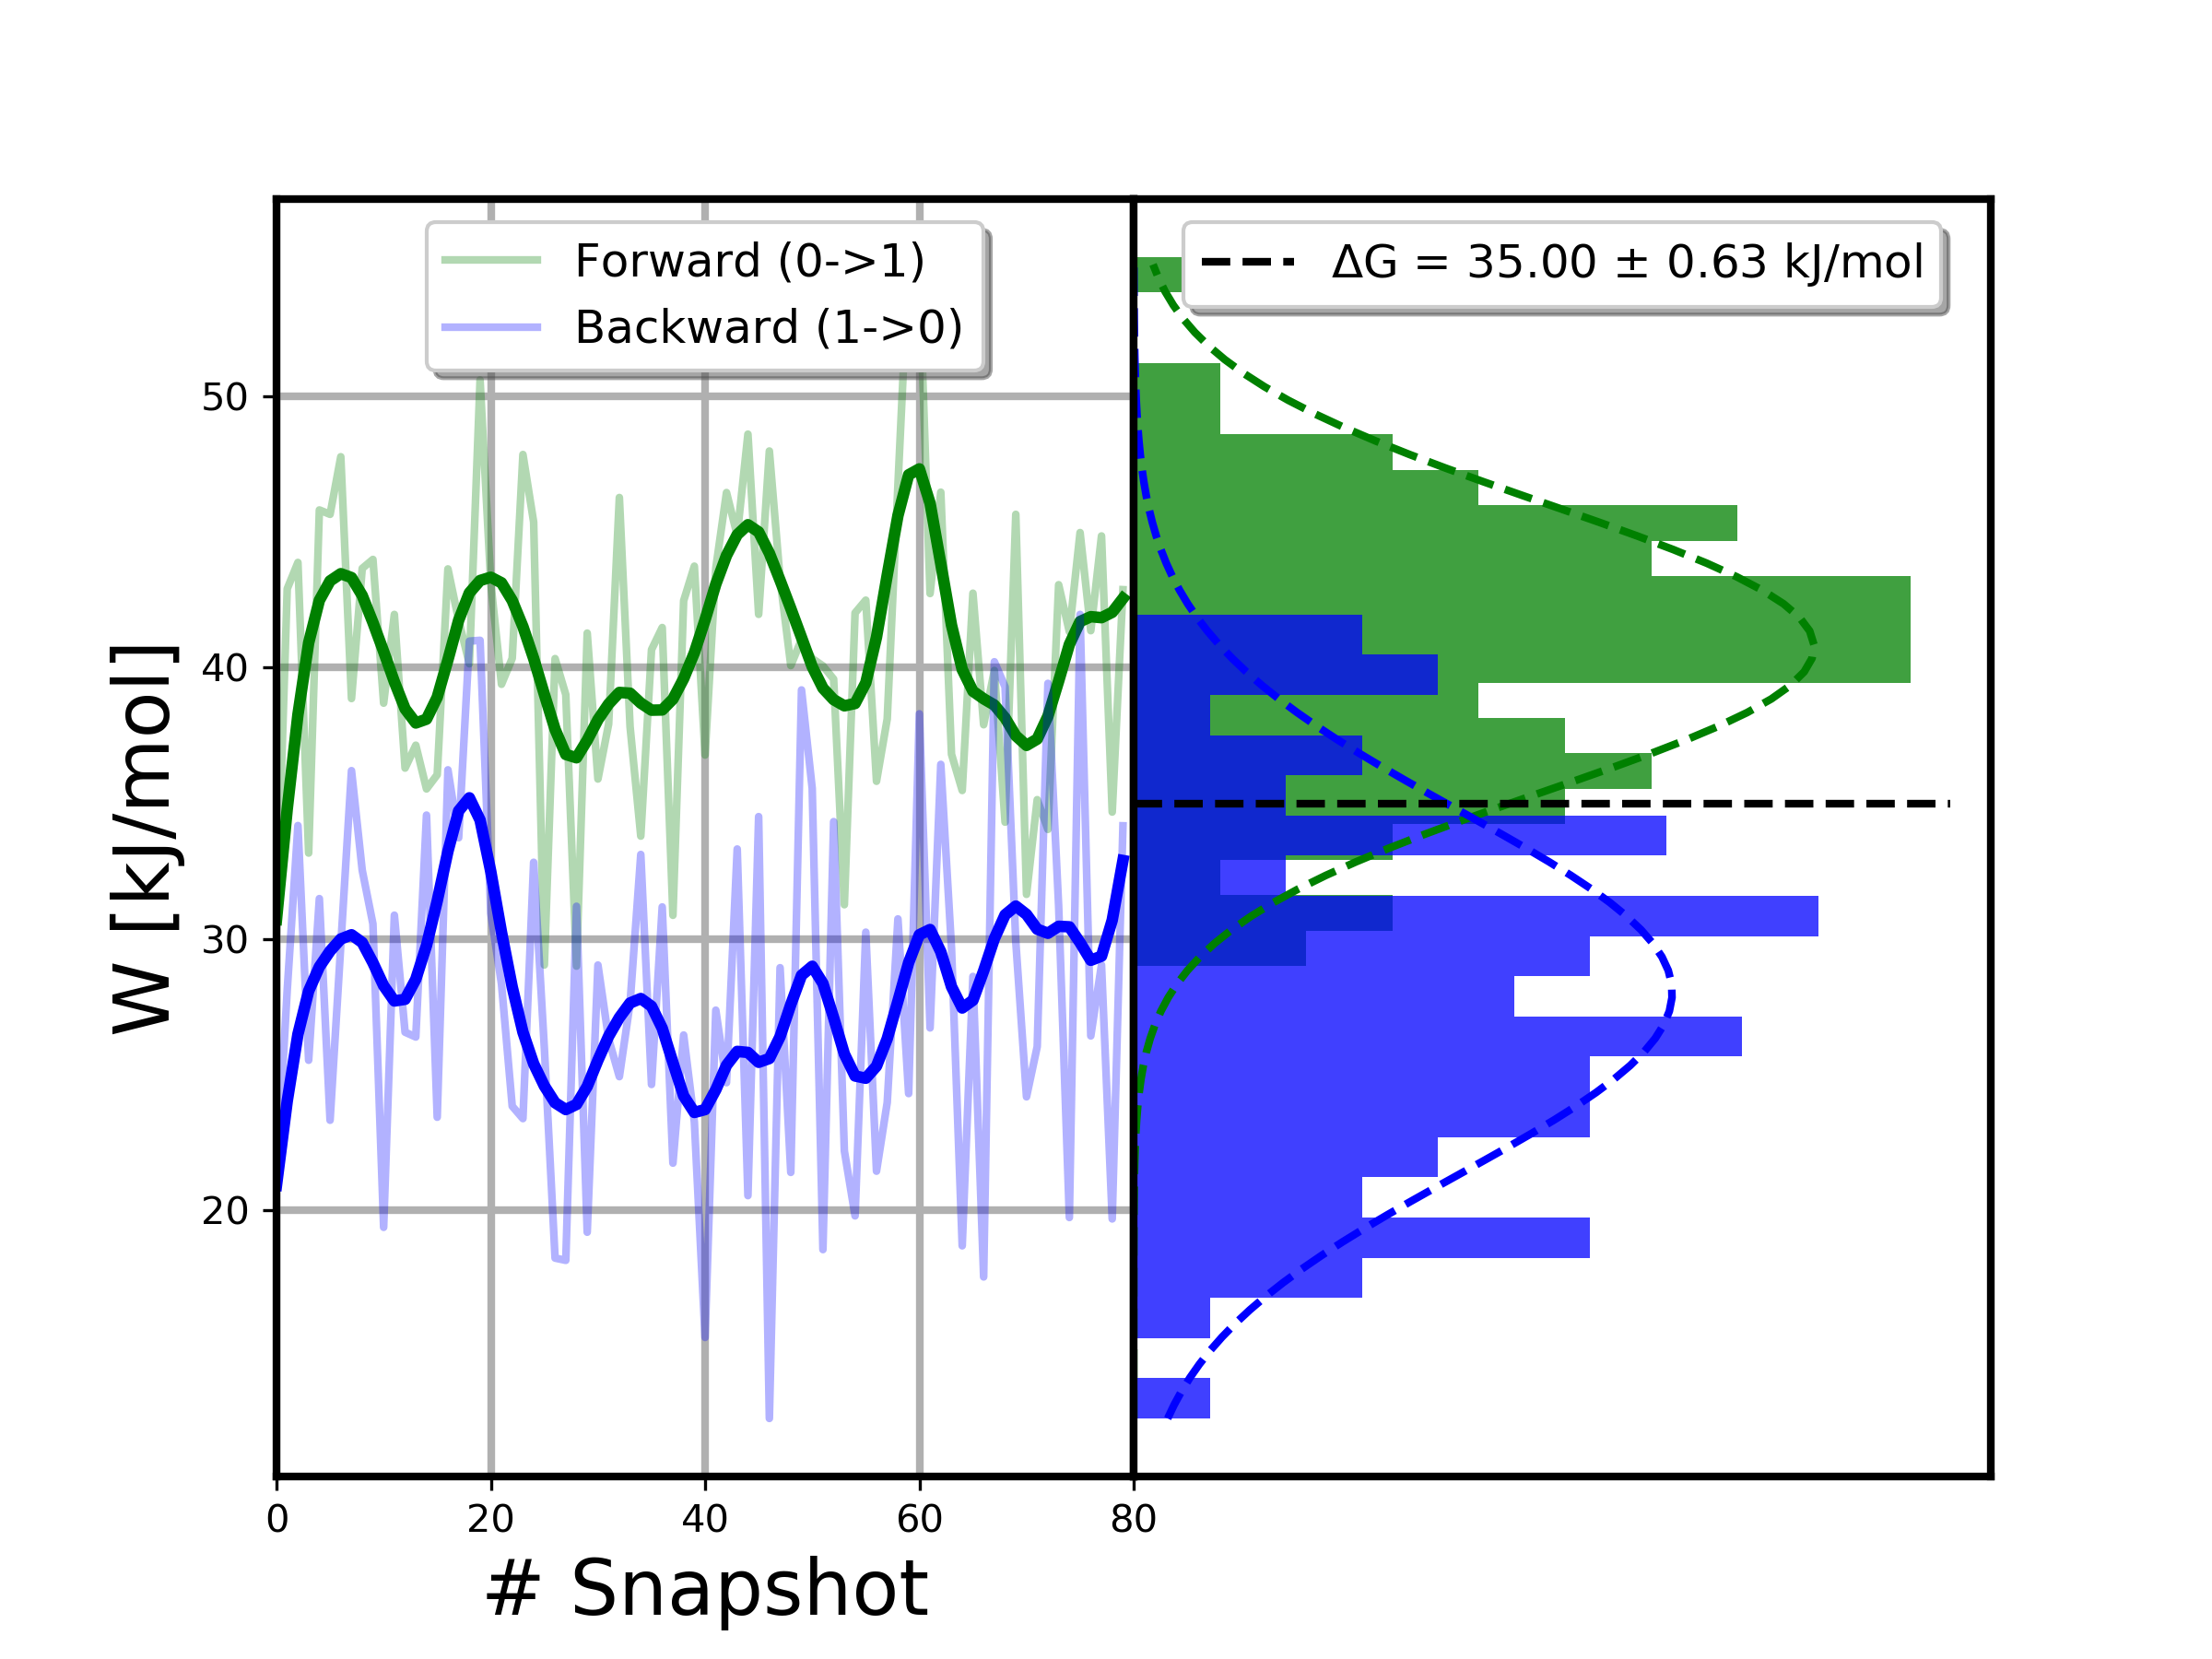 Forward (0->1)
Backward (1->0)
ΔG = 35.00 ± 0.63 kJ/mol
50
40
30
20
W [kJ/mol]
0 20 40 60 80
# Snapshot